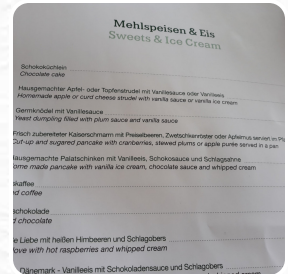 Mehlspeisen & Eis
Sweets & Ice Cream
Schokoküchlein
Chocolate cake
Hausgemachter Apfel- oder Topfenstrudel mit Vanillesauce oder Vanilleeis
Homemade apple or curd cheese strudel with vanilla sauce or vanilla ice cream
Germknödel mit Vanillesauce
Yeast dumpling filled with plum sauce and vanilla sauce
Frisch zubereiteter Kaiserschmarrn mit Preiselbeeren, Zwetschkenröster oder Apfelmus serviert im
Cut-up and sugared pancake with cranberries, stewed plums or apple purée served in a pan
ausgemachte Palatschinken mit Vanilleeis, Schokosauce und Schlagsahne
ome made pancake with vanilla ice cream, chocolate sauce and whipped cream
skaffee
d coffee
schokolade
d chocolate
e Liebe mit heißen Himbeeren und Schlagobers
love with hot raspberries and whipped cream
Dänemark - Vanilleeis mit Schokoladensauce und Schlagobers